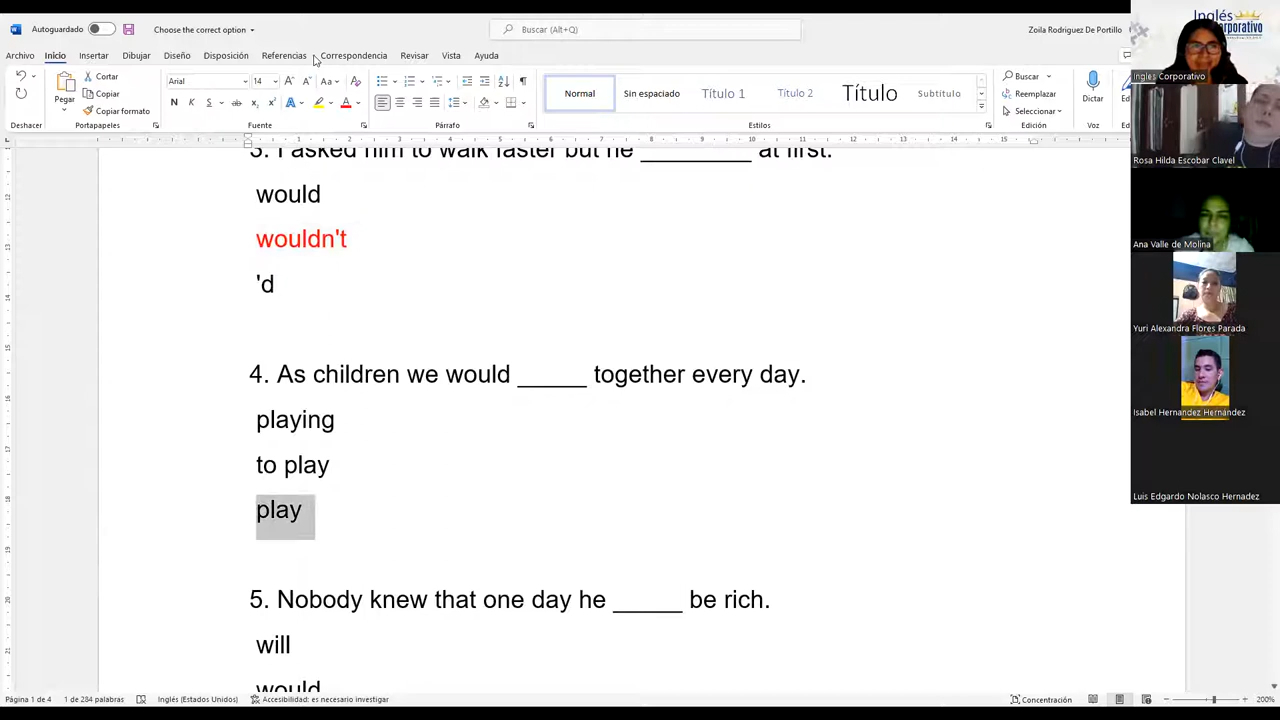 Autoguardado
Choose the correct option
Buscar (Alt+Q)
Zoila Rodriguez De Portillo
Archivo Inicio Insertar Dibujar Diseño Disposición Referencias Correspondencia Revisar Vista Ayuda
Pegar
Cortar
Copiar
Copiar formato
Arial 14
Normal
Sin espaciado
Título 1
Título 2
Título
Subtítulo
Buscar
Reemplazar
Seleccionar
Dictar
Deshacer Portapapeles Fuente Párrafo Estilos Edición Voz
3. I asked him to walk faster but he ________ at first.
would
wouldn't
'd
4. As children we would _____ together every day.
playing
to play
play
5. Nobody knew that one day he _____ be rich.
will
would
Página 1 de 4 1 de 284 palabras Inglés (Estados Unidos) Accesibilidad: es necesario investigar Concentración 200%
Inglés
Ingles Corporativo
Rosa Hilda Escobar Clavel
Ana Valle de Molina
Yuri Alexandra Flores Parada
Isabel Hernandez Hernández
Luis Edgardo Nolasco Hernadez